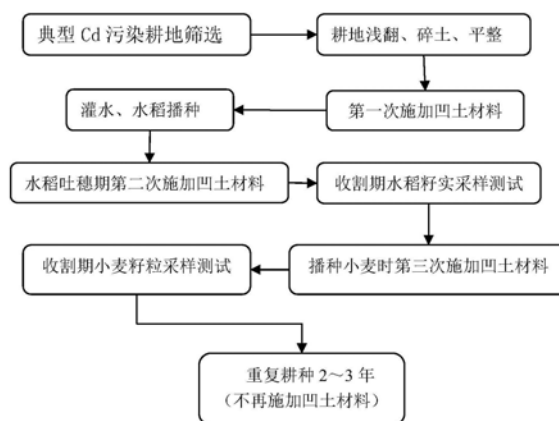 典型 Cd 污染耕地筛选
耕地浅翻、碎土、平整
第一次施加凹土材料
灌水、水稻播种
水稻吐穗期第二次施加凹土材料
收割期水稻籽实采样测试
播种小麦时第三次施加凹土材料
收割期小麦籽粒采样测试
重复耕种 2～3 年
（不再施加凹土材料）